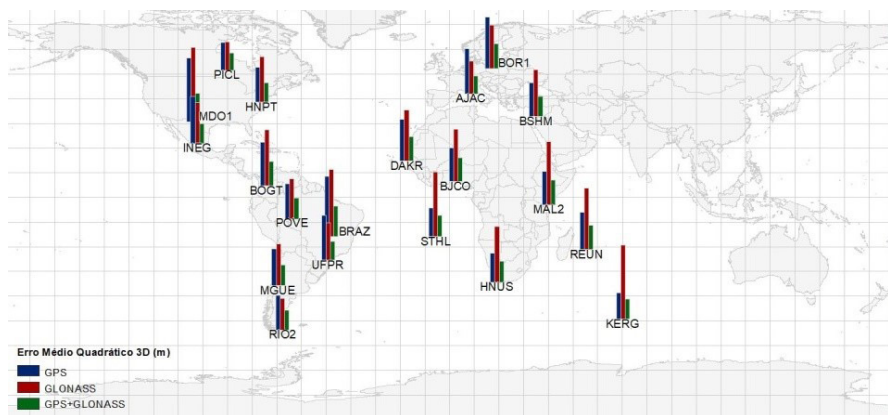 BOR1
PICL
AJAC
HNPT
MDO1
BSHM
INEG
DAKR
BJCO
BOGT
MAL2
POVE
BRAZ
STHL
REUN
UFPR
MGUE
HNUS
KERG
RIO2
Erro Médio Quadrático 3D (m)
GPS
GLONASS
GPS+GLONASS